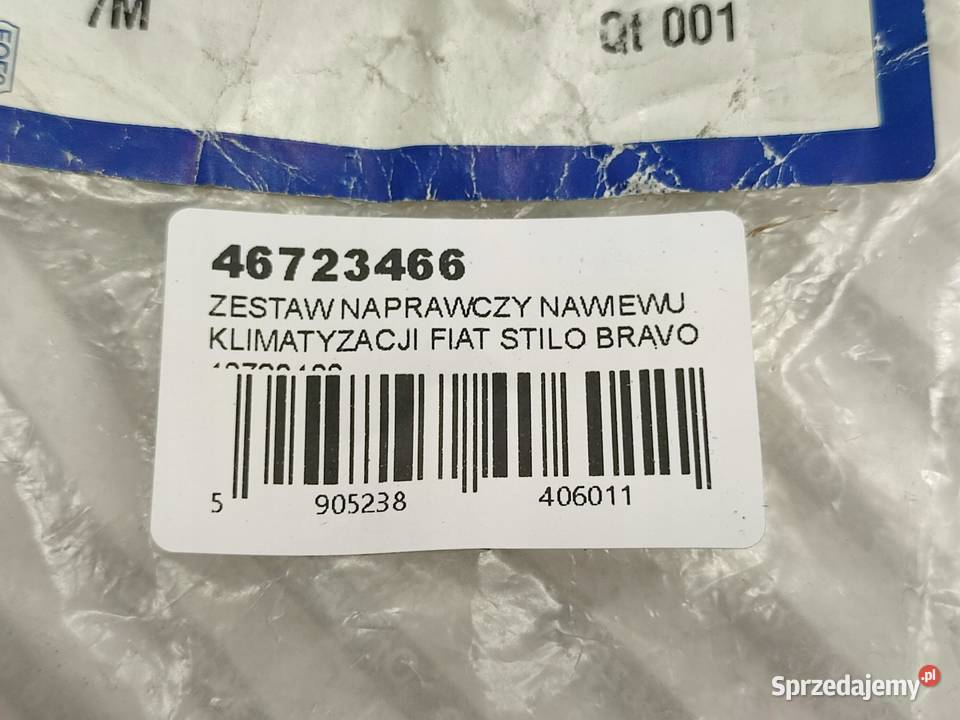 7M
Qt 001
46723466
ZESTAW NAPRAWCZY NAWIEWU
KLIMATYZACJI FIAT STILO BRAVO
5 905238 406011
Sprzedajemy.pl